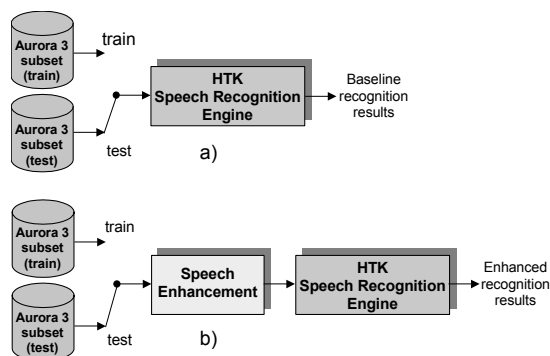 Aurora 3
subset
(train)
train
Aurora 3
subset
(test)
test
HTK
Speech Recognition
Engine
Baseline
recognition
results
a)
Aurora 3
subset
(train)
train
Aurora 3
subset
(test)
test
Speech
Enhancement
HTK
Speech Recognition
Engine
Enhanced
recognition
results
b)